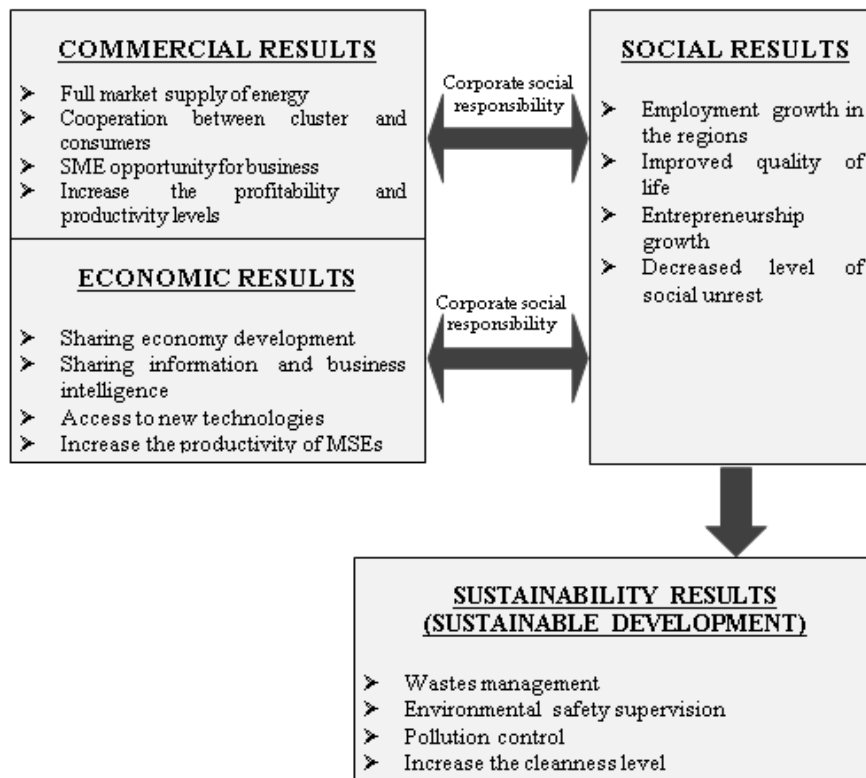 COMMERCIAL RESULTS
➤ Full market supply of energy
➤ Cooperation between cluster and
consumers
➤ SME opportunity for business
➤ Increase the profitability and
productivity levels
ECONOMIC RESULTS
➤ Sharing economy development
➤ Sharing information and business
intelligence
➤ Access to new technologies
➤ Increase the productivity of MSEs
Corporate social
responsibility
Corporate social
responsibility
SOCIAL RESULTS
➤ Employment growth in
the regions
➤ Improved quality of
life
➤ Entrepreneurship
growth
➤ Decreased level of
social unrest
SUSTAINABILITY RESULTS
(SUSTAINABLE DEVELOPMENT)
➤ Wastes management
➤ Environmental safety supervision
➤ Pollution control
➤ Increase the cleanness level